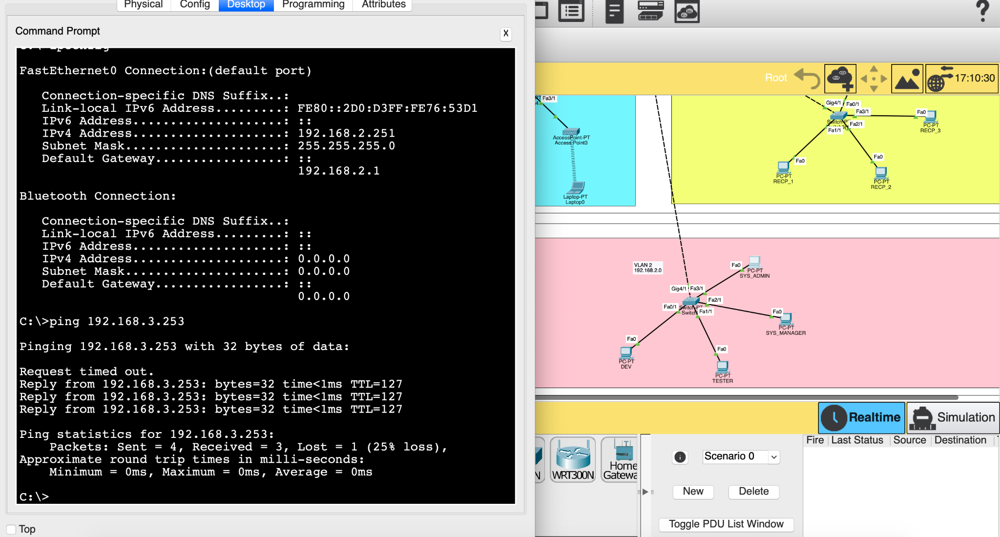 Physical Config Desktop Programming Attributes
Command Prompt
X
FastEthernet0 Connection:(default port)
Connection-specific DNS Suffix..:
Link-local IPv6 Address.........: FE80::2D0:D3FF:FE76:53D1
IPv6 Address....................: ::
IPv4 Address....................: 192.168.2.251
Subnet Mask.....................: 255.255.255.0
Default Gateway.................: ::
192.168.2.1
Bluetooth Connection:
Connection-specific DNS Suffix..:
Link-local IPv6 Address.........: ::
IPv6 Address....................: ::
IPv4 Address....................: 0.0.0.0
Subnet Mask.....................: 0.0.0.0
Default Gateway.................: ::
0.0.0.0
C:\>ping 192.168.3.253
Pinging 192.168.3.253 with 32 bytes of data:
Request timed out.
Reply from 192.168.3.253: bytes=32 time<1ms TTL=127
Reply from 192.168.3.253: bytes=32 time<1ms TTL=127
Reply from 192.168.3.253: bytes=32 time<1ms TTL=127
Ping statistics for 192.168.3.253:
Packets: Sent = 4, Received = 3, Lost = 1 (25% loss),
Approximate round trip times in milli-seconds:
Minimum = 0ms, Maximum = 0ms, Average = 0ms
C:\>
Top
?
Root
17:10:30
Fa3/1
AccessPoint-PT
Access Point3
Laptop-PT
Laptop0
Gig4/1
Fa0/1
Fa3/1
Fa2/1
Fa1/1
Fa0
PC-PT
RECP_3
Fa0
PC-PT
RECP_1
Fa0
PC-PT
RECP_2
VLAN 2
192.168.2.0
Fa0
PC-PT
SYS_ADMIN
Gig4/1
Fa3/1
Fa2/1
Fa0/1
Switch-PT
Switch
Fa1/1
Fa0
PC-PT
SYS_MANAGER
Fa0
PC-PT
DEV
Fa0
PC-PT
TESTER
Realtime
Simulation
N
WRT300N
Home
Gatewa
Scenario 0
New
Delete
Toggle PDU List Window
Fire Last Status Source Destination